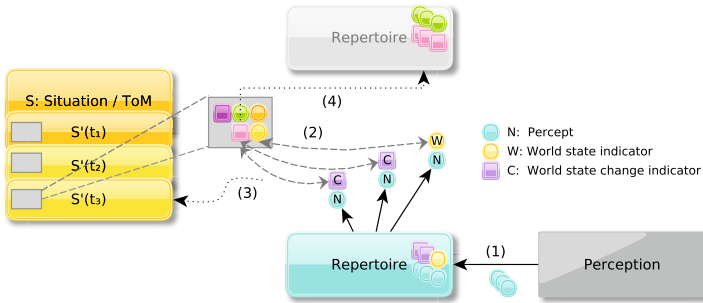 Repertoire
(4)
S: Situation / ToM
S'(t₁)
S'(t₂)
S'(t₃)
(2)
W
N
C
N
C
N
(3)
N: Percept
W: World state indicator
C: World state change indicator
Repertoire
(1)
Perception